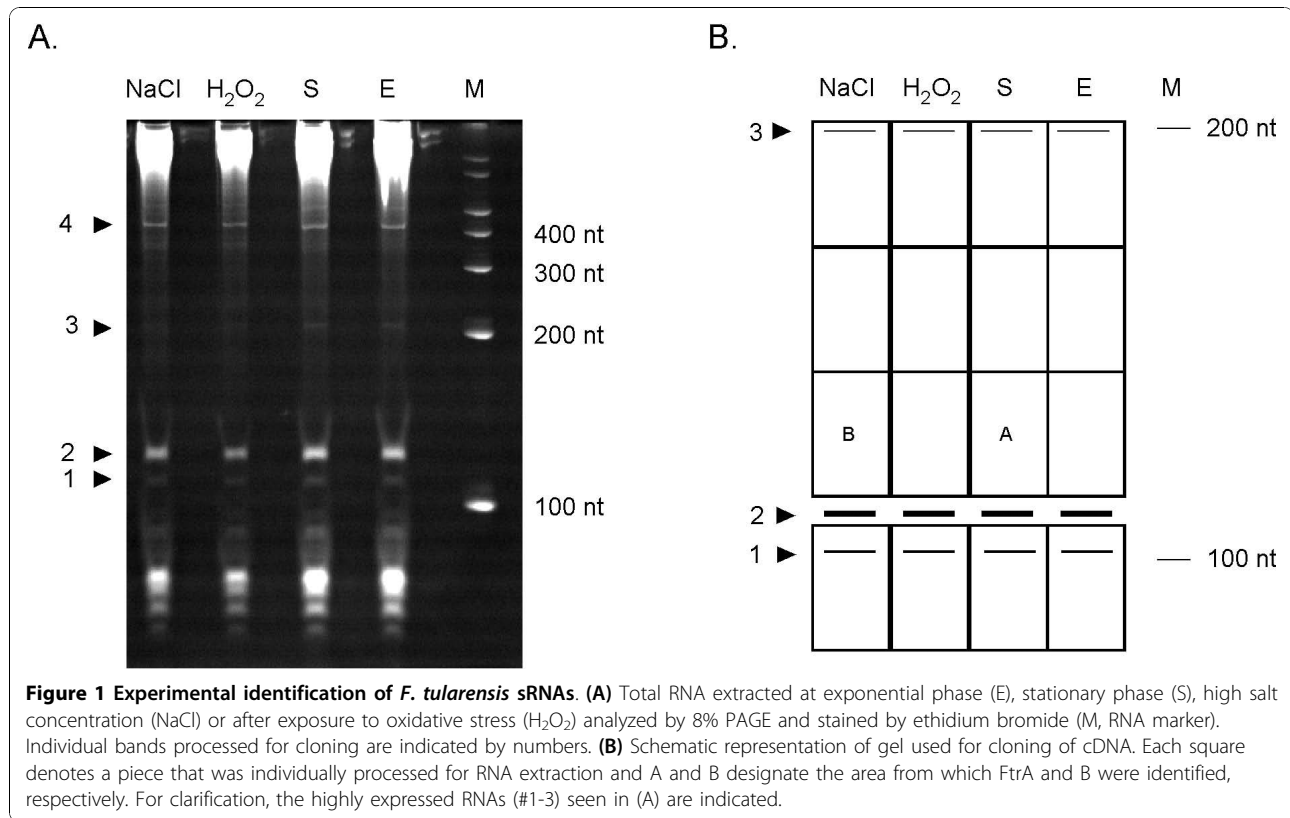 A.
B.
NaCl H₂O₂ S E M
NaCl H₂O₂ S E M
3 200 nt
4
400 nt
300 nt
3
200 nt
B A
2
1
100 nt
2
1 100 nt
Figure 1 Experimental identification of F. tularensis sRNAs. (A) Total RNA extracted at exponential phase (E), stationary phase (S), high salt
concentration (NaCl) or after exposure to oxidative stress (H₂O₂) analyzed by 8% PAGE and stained by ethidium bromide (M, RNA marker).
Individual bands processed for cloning are indicated by numbers. (B) Schematic representation of gel used for cloning of cDNA. Each square
denotes a piece that was individually processed for RNA extraction and A and B designate the area from which FtrA and B were identified,
respectively. For clarification, the highly expressed RNAs (#1-3) seen in (A) are indicated.